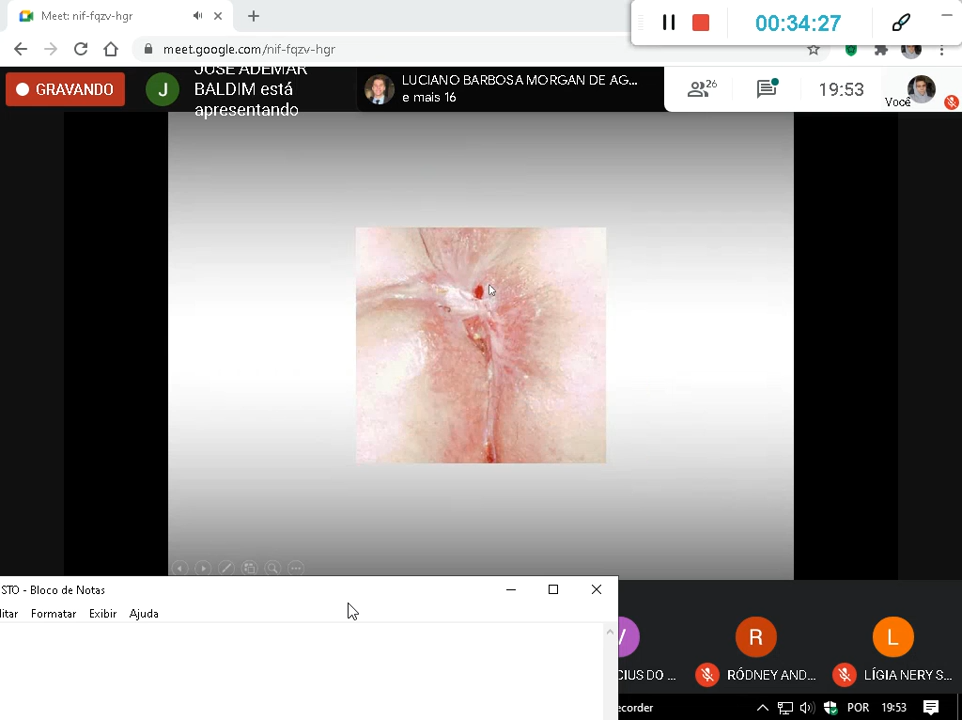 Meet: nif-fqzv-hgr
00:34:27
meet.google.com/nif-fqzv-hgr
GRAVANDO
J
JOSÉ ADEMAR
BALDIM está
apresentando
LUCIANO BARBOSA MORGAN DE AG...
e mais 16
26
19:53
Você
STO - Bloco de Notas
litar Formatar Exibir Ajuda
V
R
L
CIUS DO ...
RÓDNEY AND...
LÍGIA NERY S...
ecorder
POR
19:53